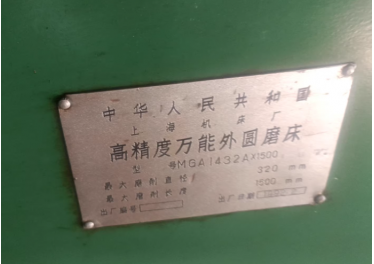 中华人民共和国
上海机床厂
高精度万能外圆磨床
型号MGA1432AX1500
最大磨削直径 320 mm
最大磨削长度 1500 mm
出厂编号 出厂日期